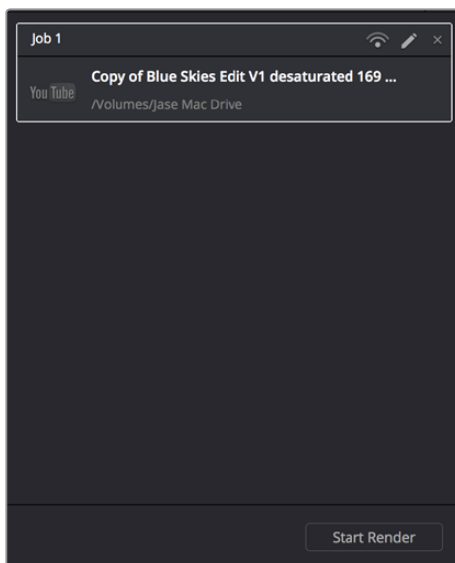 Job 1
Copy of Blue Skies Edit V1 desaturated 169 ...
You Tube
/Volumes/Jase Mac Drive
Start Render